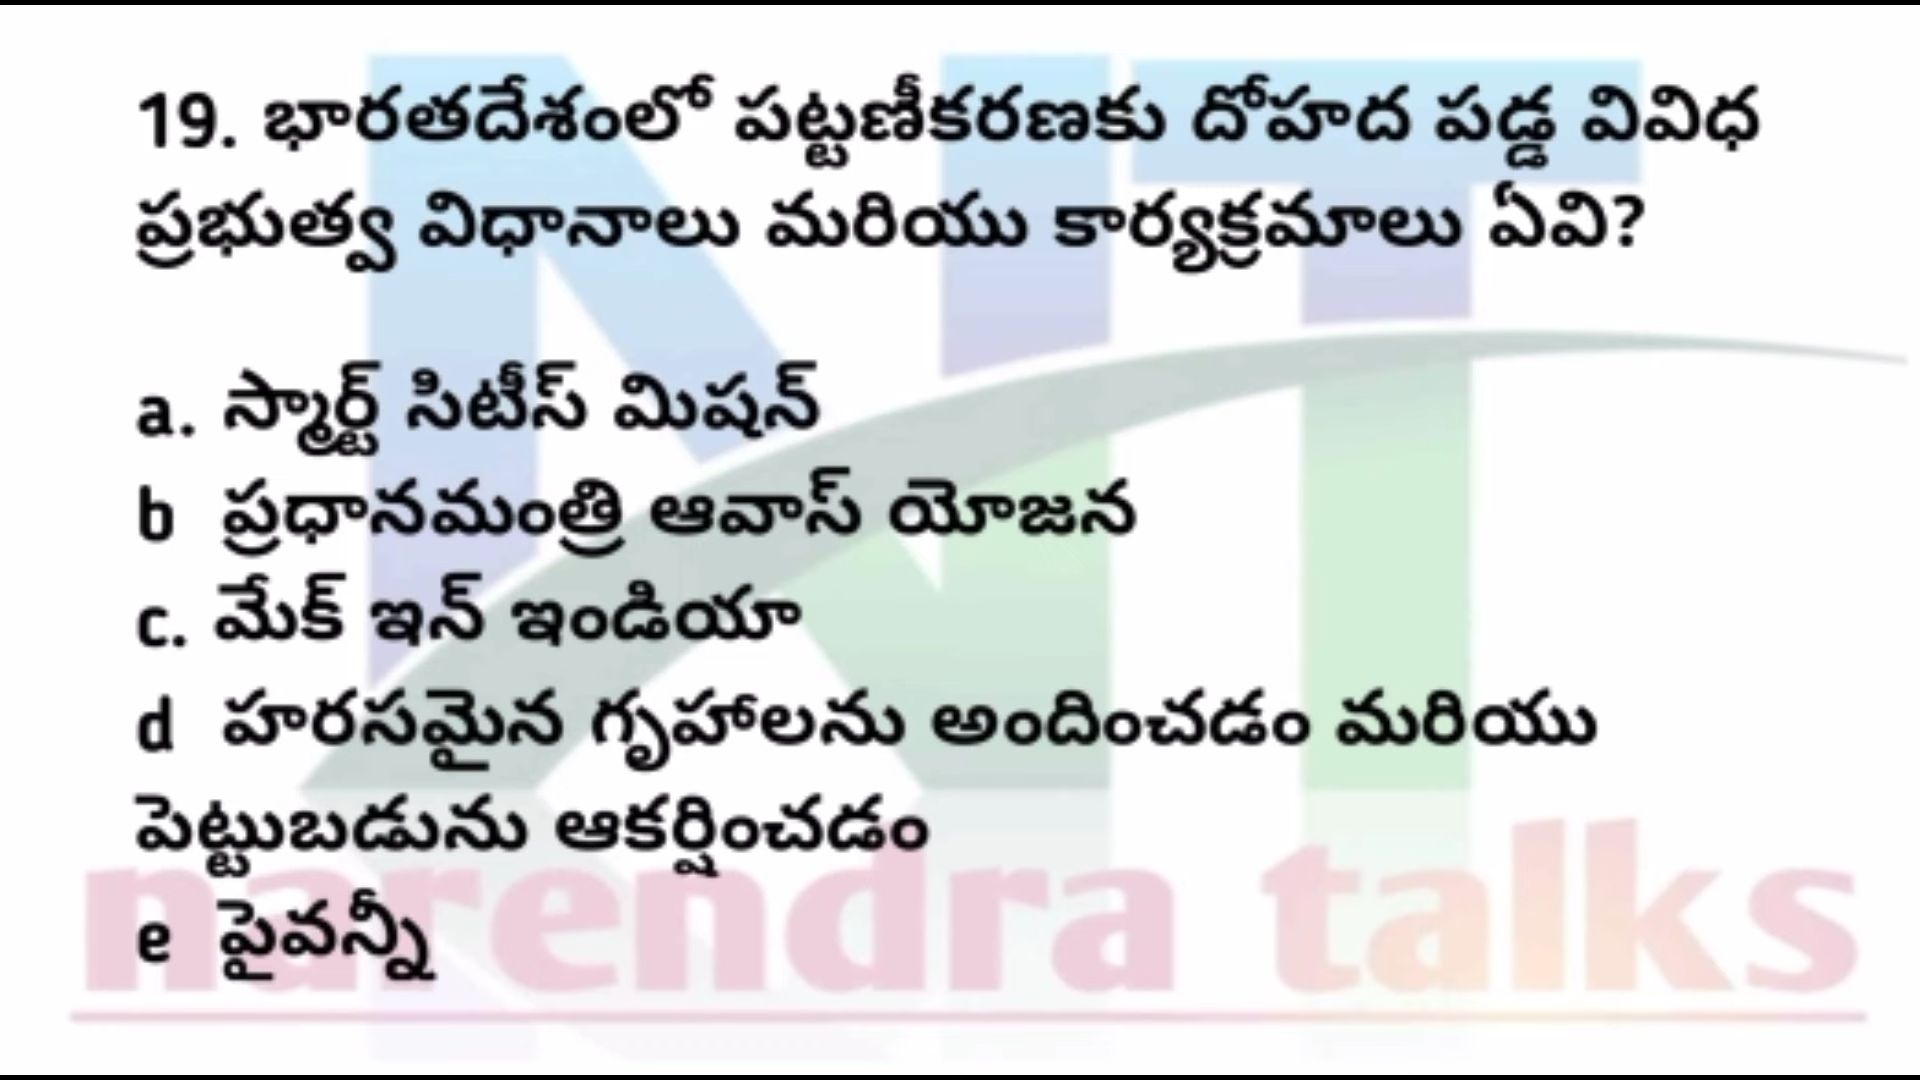 19. భారతదేశంలో పట్టణీకరణకు దోహద పడ్డ వివిధ
ప్రభుత్వ విధానాలు మరియు కార్యక్రమాలు ఏవి?
a. స్మార్ట్ సిటీస్ మిషన్
b ప్రధానమంత్రి ఆవాస్ యోజన
c. మేక్ ఇన్ ఇండియా
d హరసమైన గృహాలను అందించడం మరియు
పెట్టుబడును ఆకర్షించడం
e పైవన్నీ
NIT
narendra talks